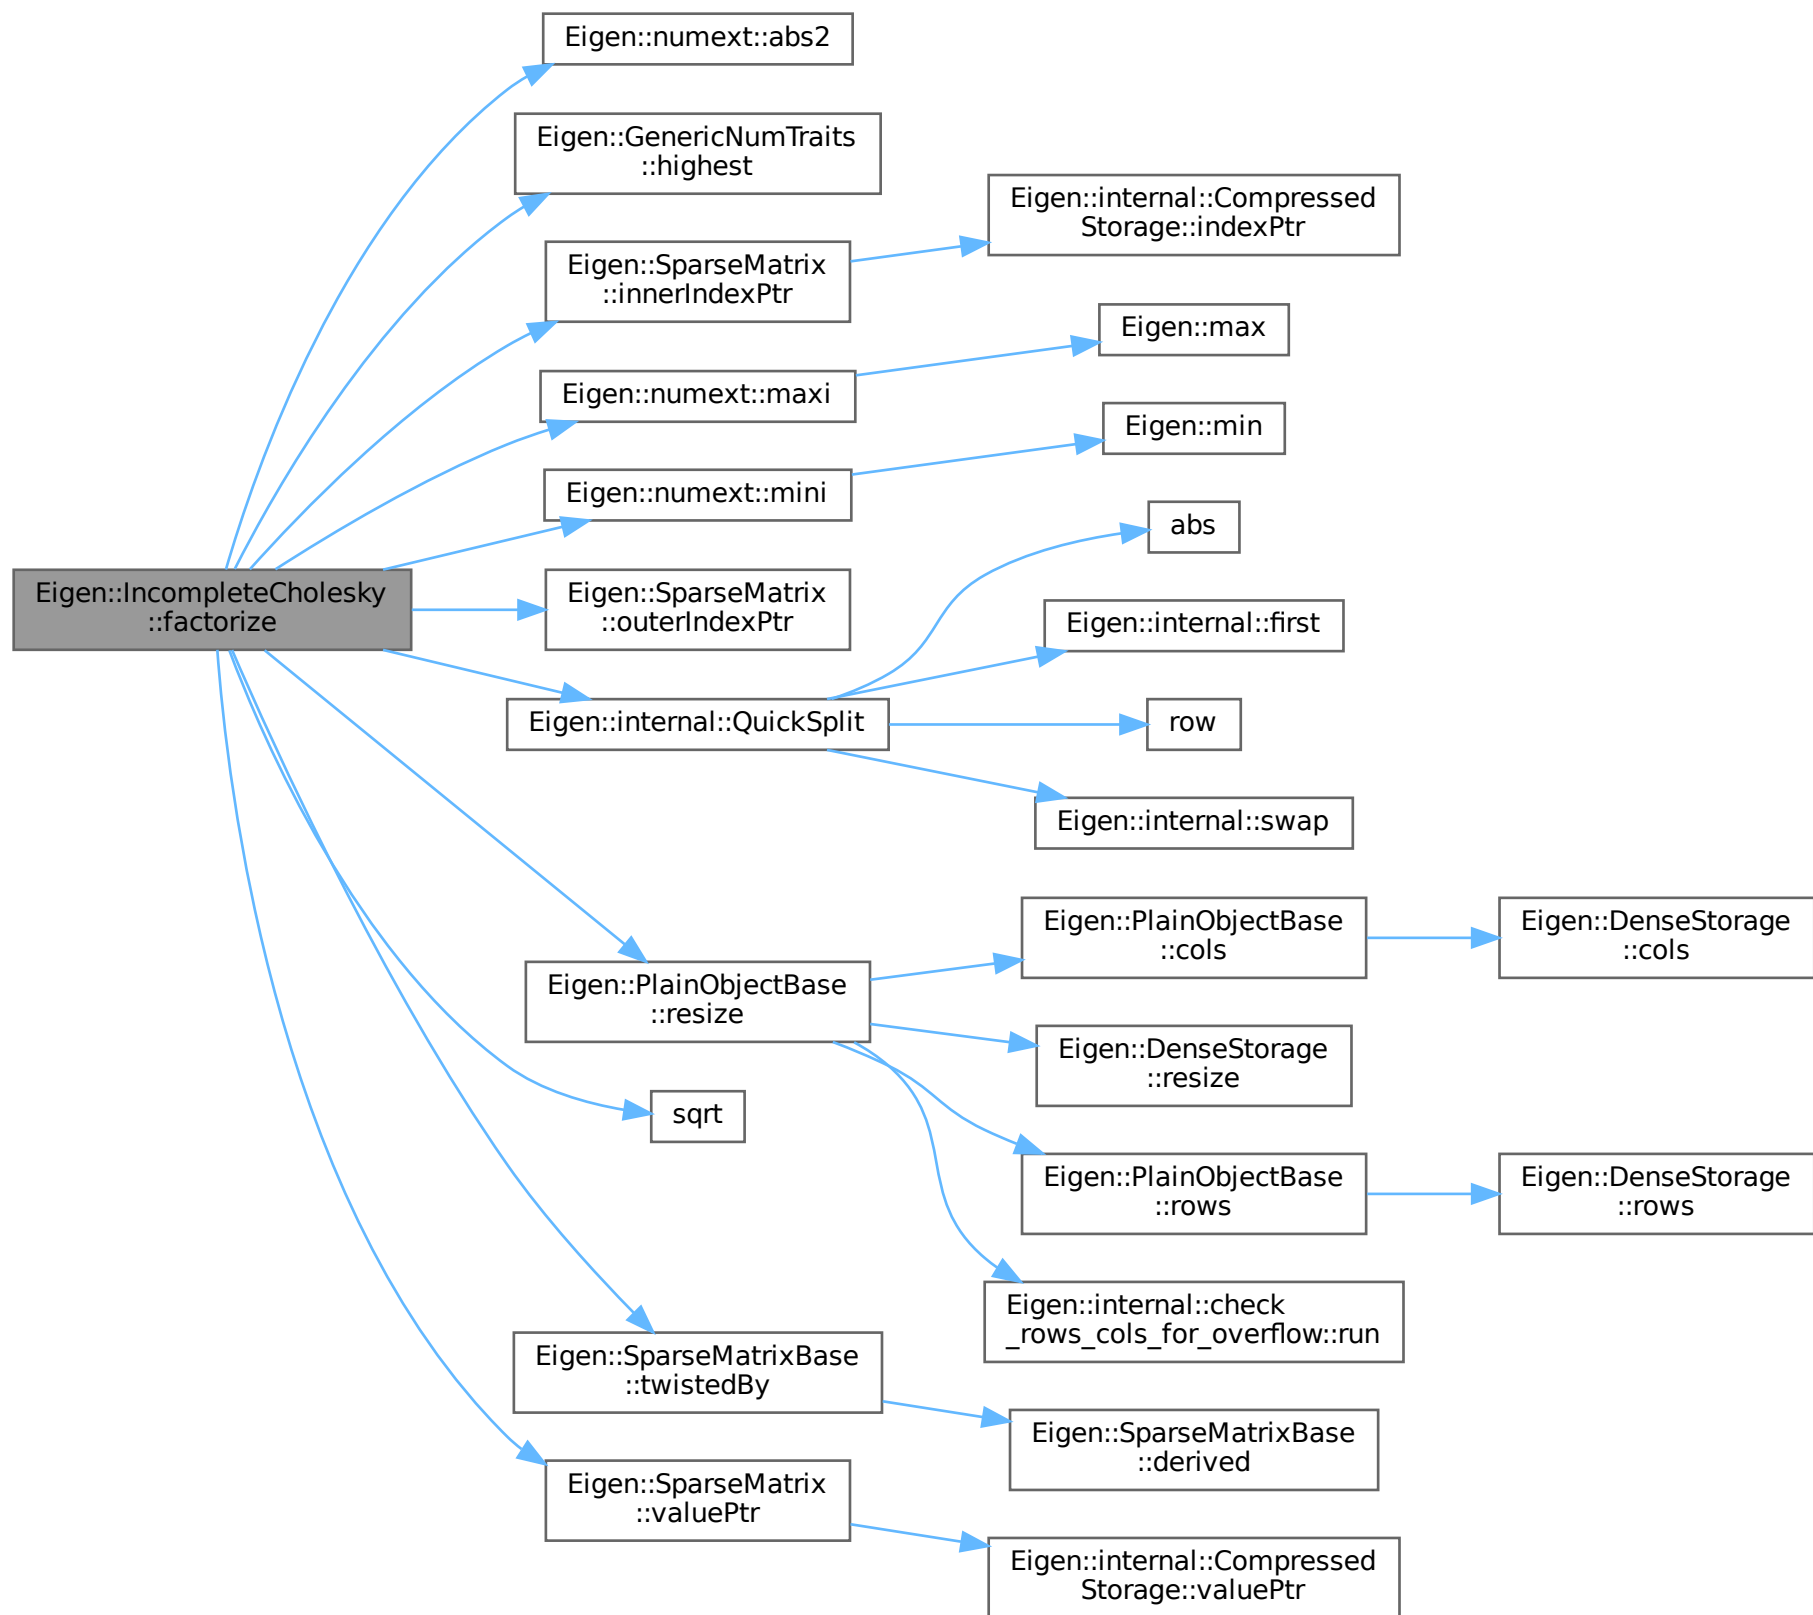 Eigen::IncompleteCholesky
::factorize
Eigen::numext::abs2
Eigen::GenericNumTraits
::highest
Eigen::SparseMatrix
::innerIndexPtr
Eigen::numext::maxi
Eigen::numext::mini
Eigen::SparseMatrix
::outerIndexPtr
Eigen::internal::QuickSplit
Eigen::PlainObjectBase
::resize
sqrt
Eigen::SparseMatrixBase
::twistedBy
Eigen::SparseMatrix
::valuePtr
Eigen::internal::Compressed
Storage::indexPtr
Eigen::max
Eigen::min
abs
Eigen::internal::first
row
Eigen::internal::swap
Eigen::PlainObjectBase
::cols
Eigen::DenseStorage
::resize
Eigen::PlainObjectBase
::rows
Eigen::internal::check
_rows_cols_for_overflow::run
Eigen::SparseMatrixBase
::derived
Eigen::internal::Compressed
Storage::valuePtr
Eigen::DenseStorage
::cols
Eigen::DenseStorage
::rows